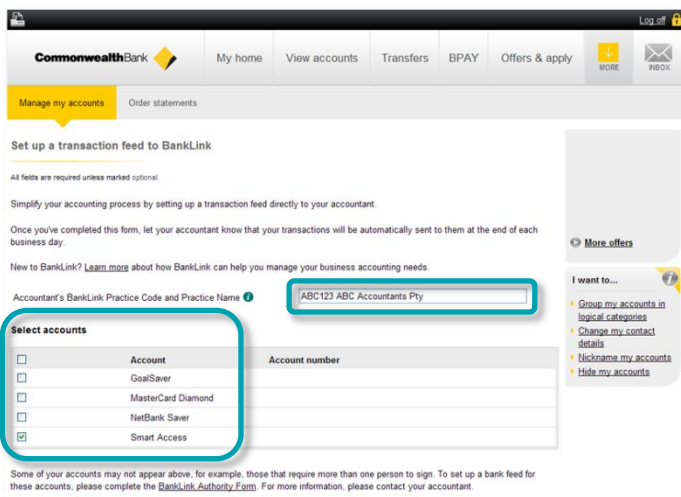 Log off
CommonwealthBank My home View accounts Transfers BPAY Offers & apply MORE INBOX
Manage my accounts Order statements
Set up a transaction feed to BankLink
All fields are required unless marked optional.
Simplify your accounting process by setting up a transaction feed directly to your accountant.
Once you've completed this form, let your accountant know that your transactions will be automatically sent to them at the end of each
business day.
More offers
New to BankLink? Learn more about how BankLink can help you manage your business accounting needs.
I want to...
Accountant's BankLink Practice Code and Practice Name ABC123 ABC Accountants Pty
Group my accounts in
logical categories
Change my contact
details
Nickname my accounts
Hide my accounts
Select accounts
Account Account number
GoalSaver
MasterCard Diamond
NetBank Saver
Smart Access
Some of your accounts may not appear above, for example, those that require more than one person to sign. To set up a bank feed for
these accounts, please complete the BankLink Authority Form. For more information, please contact your accountant.